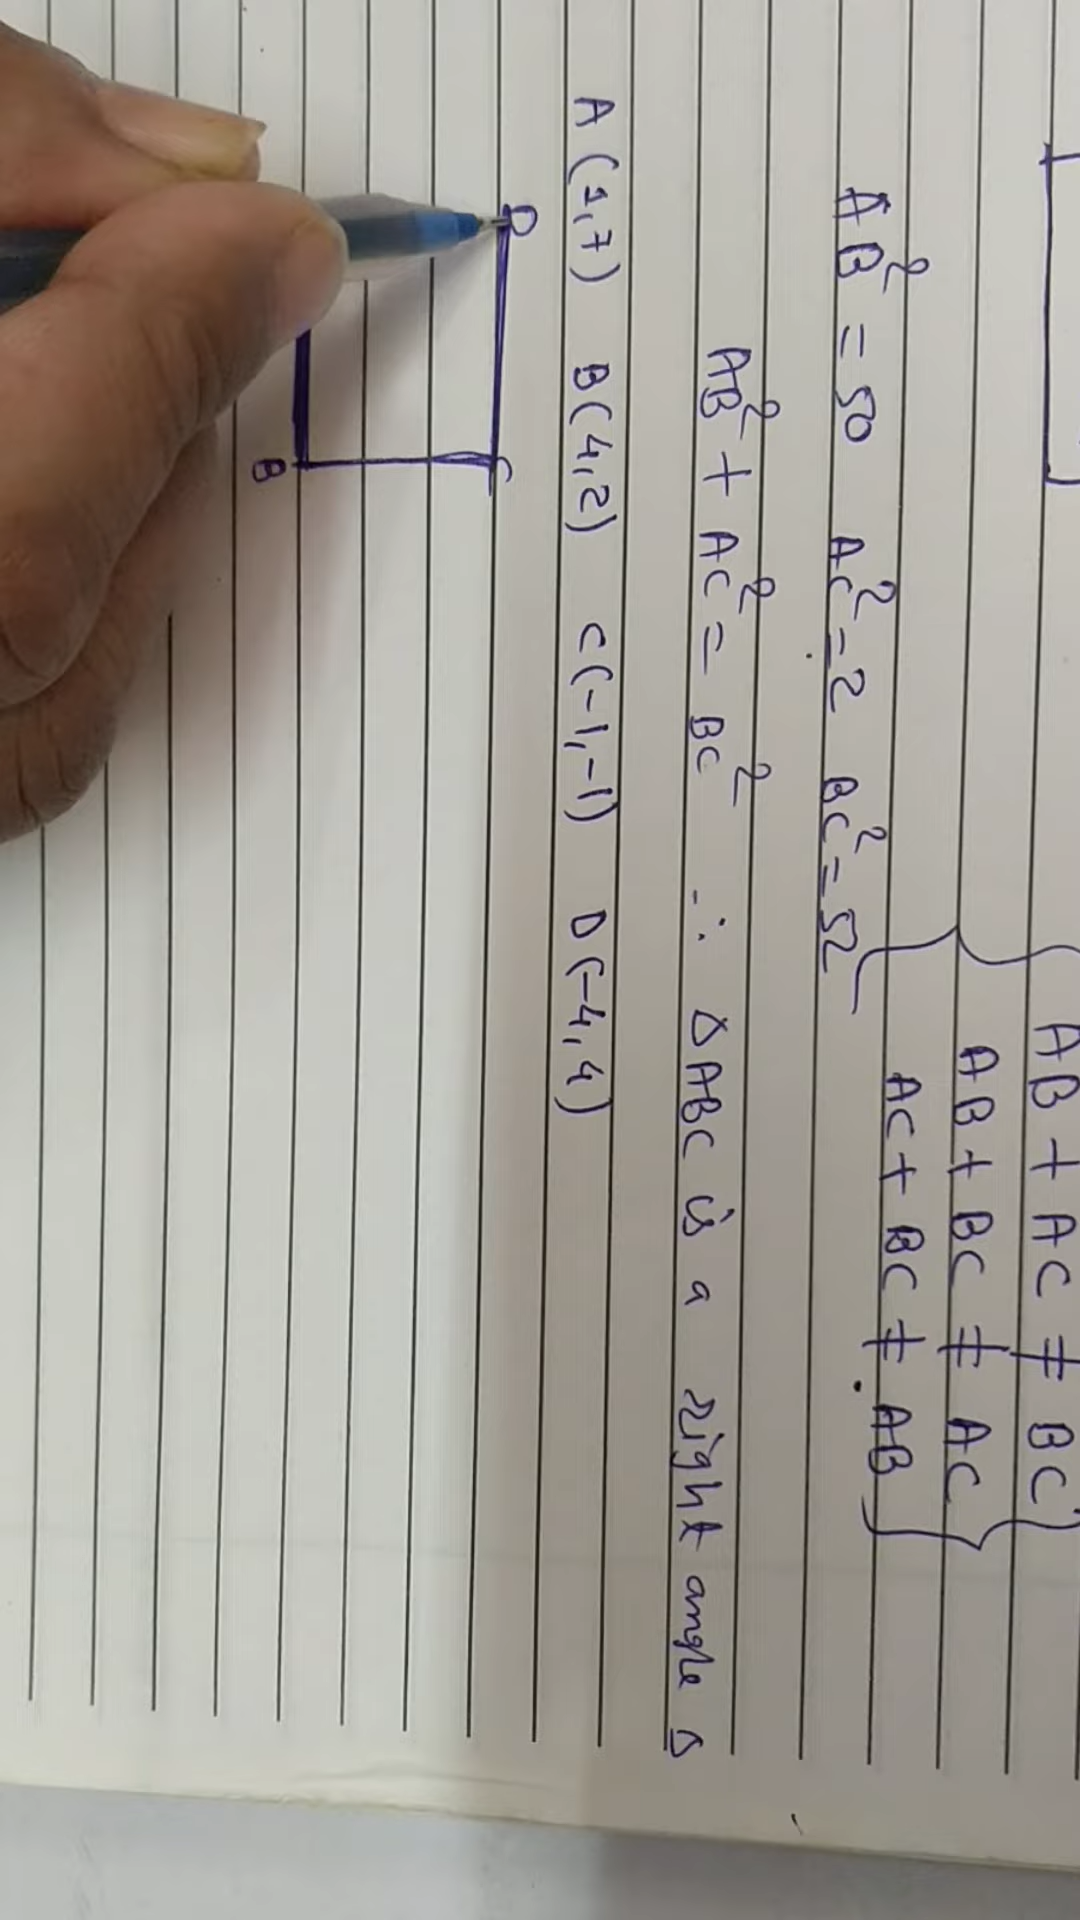 AB + AC ≠ BC
AB + BC ≠ AC
AC + BC ≠ AB
AB² = 50 AC² = 2 BC² = 52
AB² + AC² = BC² ∴ ΔABC is a right angle Δ
A(1,7) B(4,2) C(-1,-1) D(-4,4)
D C
B